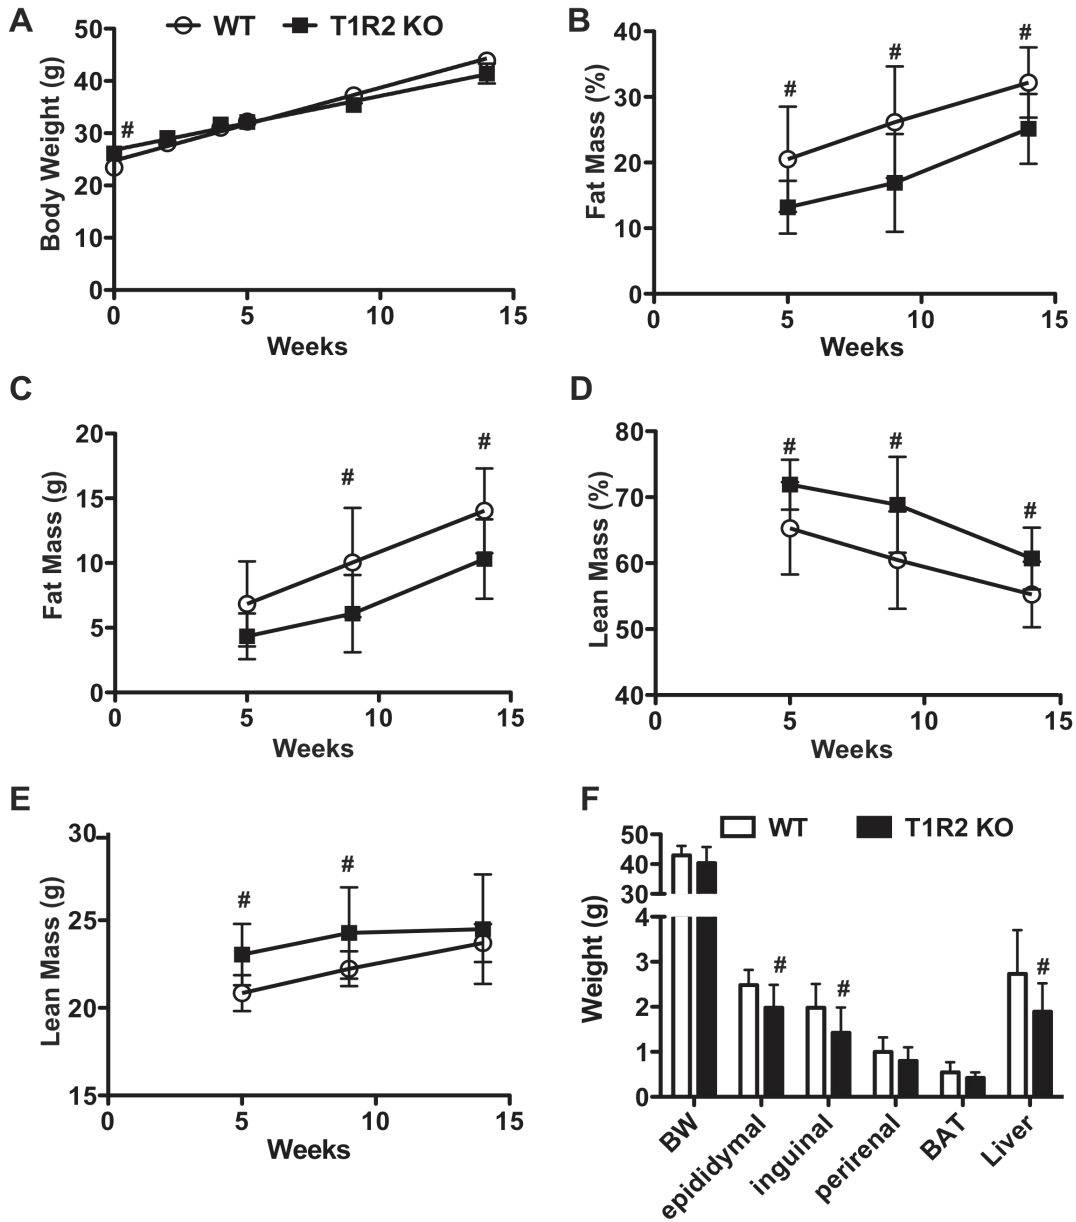 A
WT T1R2 KO
Body Weight (g)
50
40
30
20
10
0
#
0 5 10 15
Weeks
B
Fat Mass (%)
40
30
20
10
0
# # #
0 5 10 15
Weeks
C
Fat Mass (g)
20
15
10
5
0
# #
0 5 10 15
Weeks
D
Lean Mass (%)
80
70
60
50
40
# # #
0 5 10 15
Weeks
E
Lean Mass (g)
30
25
20
15
# #
0 5 10 15
Weeks
F
WT T1R2 KO
Weight (g)
50
40
30
4
3
2
1
0
# # #
BW
epididymal
inguinal
perirenal
BAT
Liver